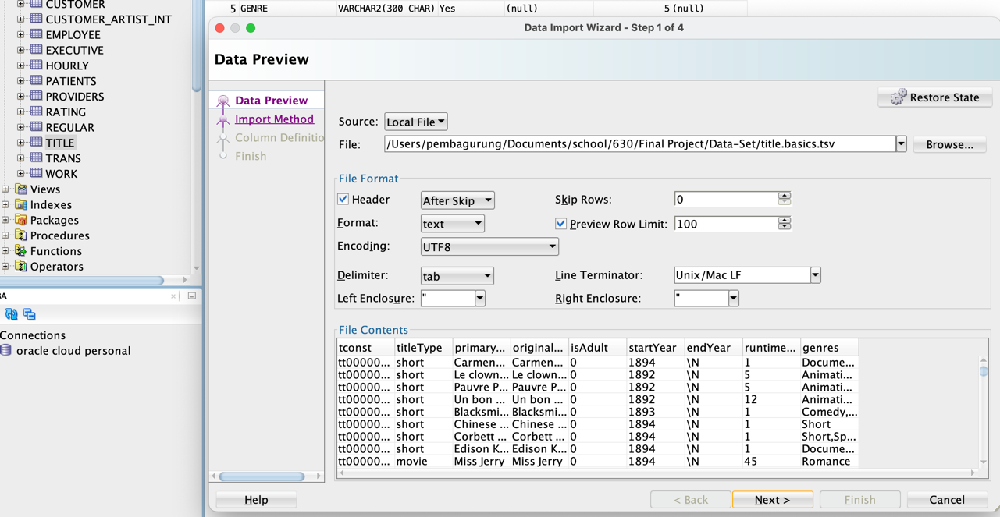 CUSTOMER
CUSTOMER_ARTIST_INT
EMPLOYEE
EXECUTIVE
HOURLY
PATIENTS
PROVIDERS
RATING
REGULAR
TITLE
TRANS
WORK
Views
Indexes
Packages
Procedures
Functions
Operators
Connections
oracle cloud personal
5 GENRE VARCHAR2(300 CHAR) Yes (null) 5 (null)
Data Import Wizard - Step 1 of 4
Data Preview
Data Preview
Import Method
Column Definitio
Finish
Restore State
Source: Local File
File: /Users/pembagurung/Documents/school/630/Final Project/Data-Set/title.basics.tsv Browse...
File Format
Header After Skip Skip Rows: 0
Format: text Preview Row Limit: 100
Encoding: UTF8
Delimiter: tab Line Terminator: Unix/Mac LF
Left Enclosure: " Right Enclosure: "
File Contents
tconst titleType primary... original... isAdult startYear endYear runtime... genres
tt00000... short Carmen... Carmen... 0 1894 \N 1 Docume...
tt00000... short Le clown... Le clown... 0 1892 \N 5 Animati...
tt00000... short Pauvre P... Pauvre P... 0 1892 \N 5 Animati...
tt00000... short Un bon ... Un bon ... 0 1892 \N 12 Animati...
tt00000... short Blacksmi... Blacksmi... 0 1893 \N 1 Comedy,...
tt00000... short Chinese ... Chinese ... 0 1894 \N 1 Short
tt00000... short Corbett ... Corbett ... 0 1894 \N 1 Short,Sp...
tt00000... short Edison K... Edison K... 0 1894 \N 1 Docume...
tt00000... movie Miss Jerry Miss Jerry 0 1894 \N 45 Romance
Help < Back Next > Finish Cancel